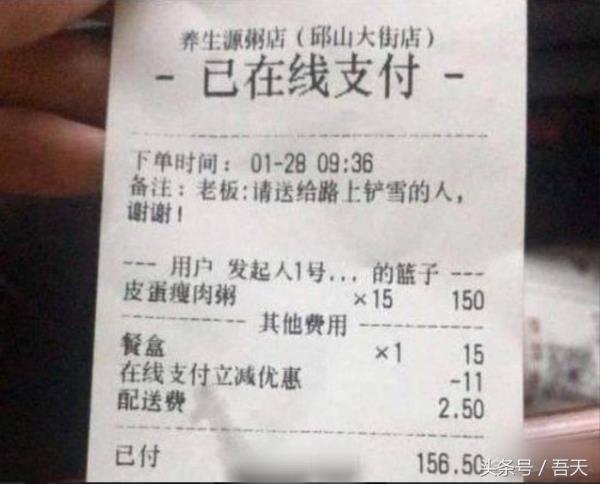 养生源粥店（邱山大街店）
- 已在线支付 -
下单时间： 01-28 09:36
备注：老板:请送给路上铲雪的人，
谢谢！
--- 用户 发起人1号... 的篮子 ---
皮蛋瘦肉粥 ×15 150
其他费用
餐盒 ×1 15
在线支付立减优惠 -11
配送费 2.50
已付 156.50
头条号 / 吾天